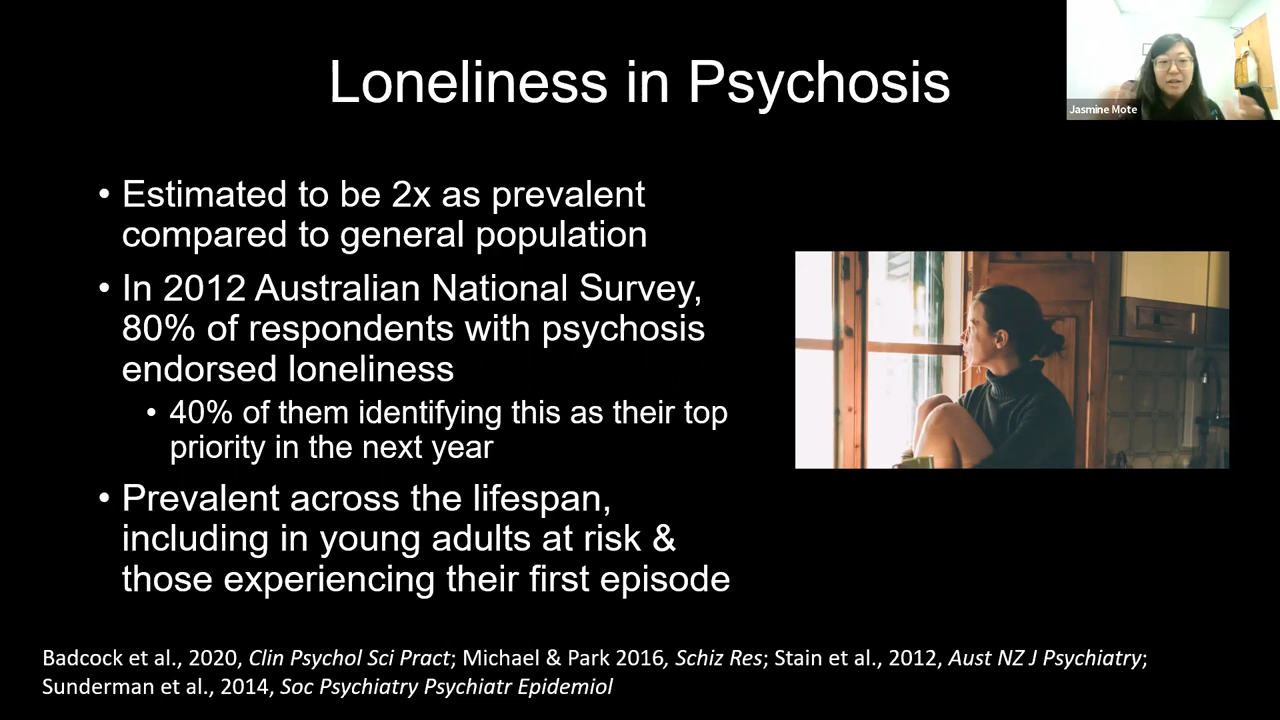 Loneliness in Psychosis
Jasmine Mote
• Estimated to be 2x as prevalent
compared to general population
• In 2012 Australian National Survey,
80% of respondents with psychosis
endorsed loneliness
• 40% of them identifying this as their top
priority in the next year
• Prevalent across the lifespan,
including in young adults at risk &
those experiencing their first episode
Badcock et al., 2020, Clin Psychol Sci Pract; Michael & Park 2016, Schiz Res; Stain et al., 2012, Aust NZ J Psychiatry;
Sunderman et al., 2014, Soc Psychiatry Psychiatr Epidemiol